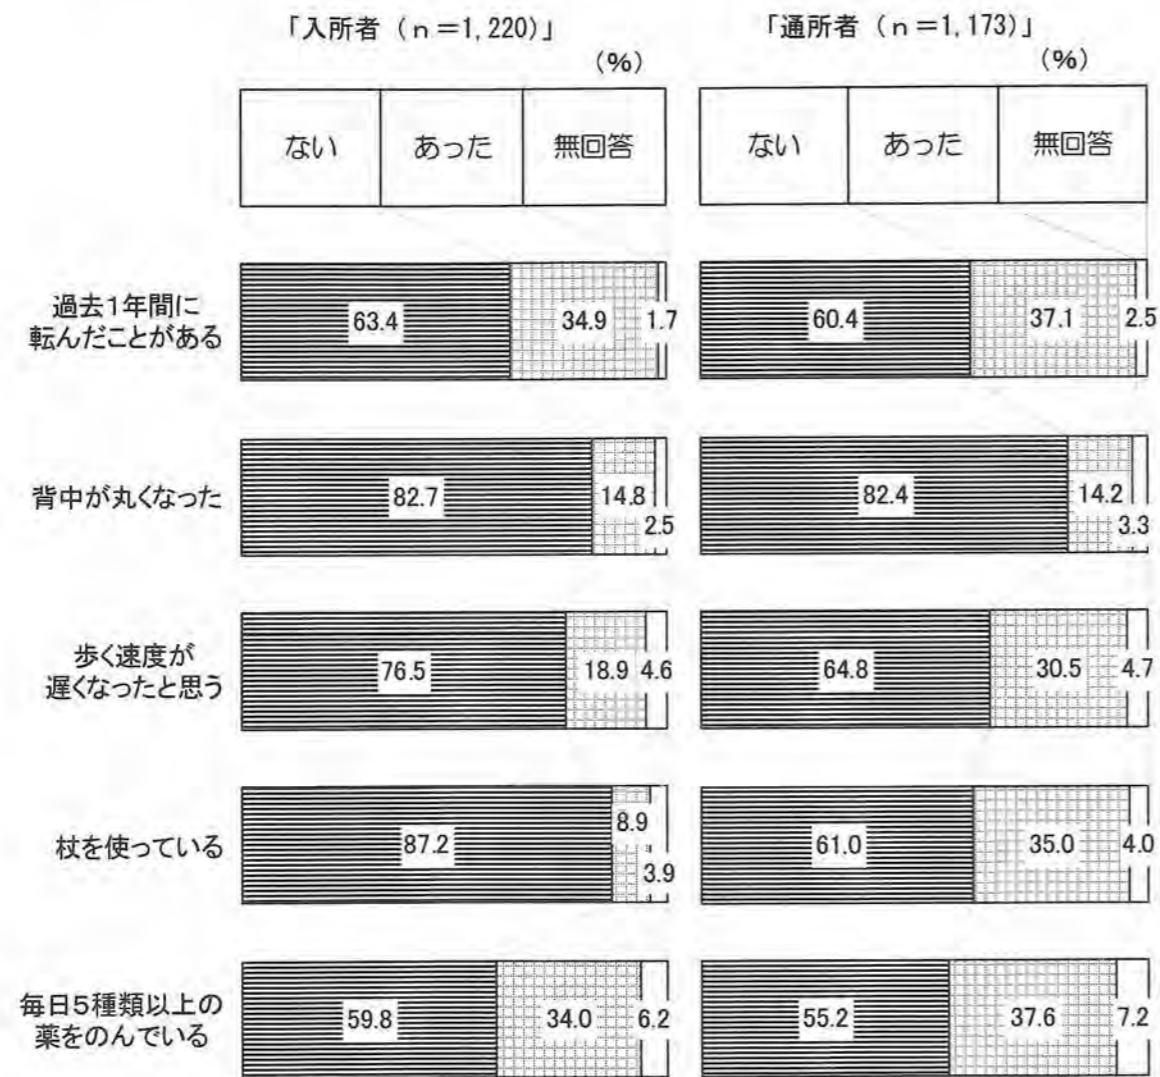 「入所者（ｎ＝1,220）」
「通所者（ｎ＝1,173）」
（％）
（％）
ない あった 無回答
ない あった 無回答
過去１年間に
転んだことがある
63.4 34.9 1.7
60.4 37.1 2.5
背中が丸くなった
82.7 14.8 2.5
82.4 14.2 3.3
歩く速度が
遅くなったと思う
76.5 18.9 4.6
64.8 30.5 4.7
杖を使っている
87.2 8.9 3.9
61.0 35.0 4.0
毎日５種類以上の
薬をのんでいる
59.8 34.0 6.2
55.2 37.6 7.2